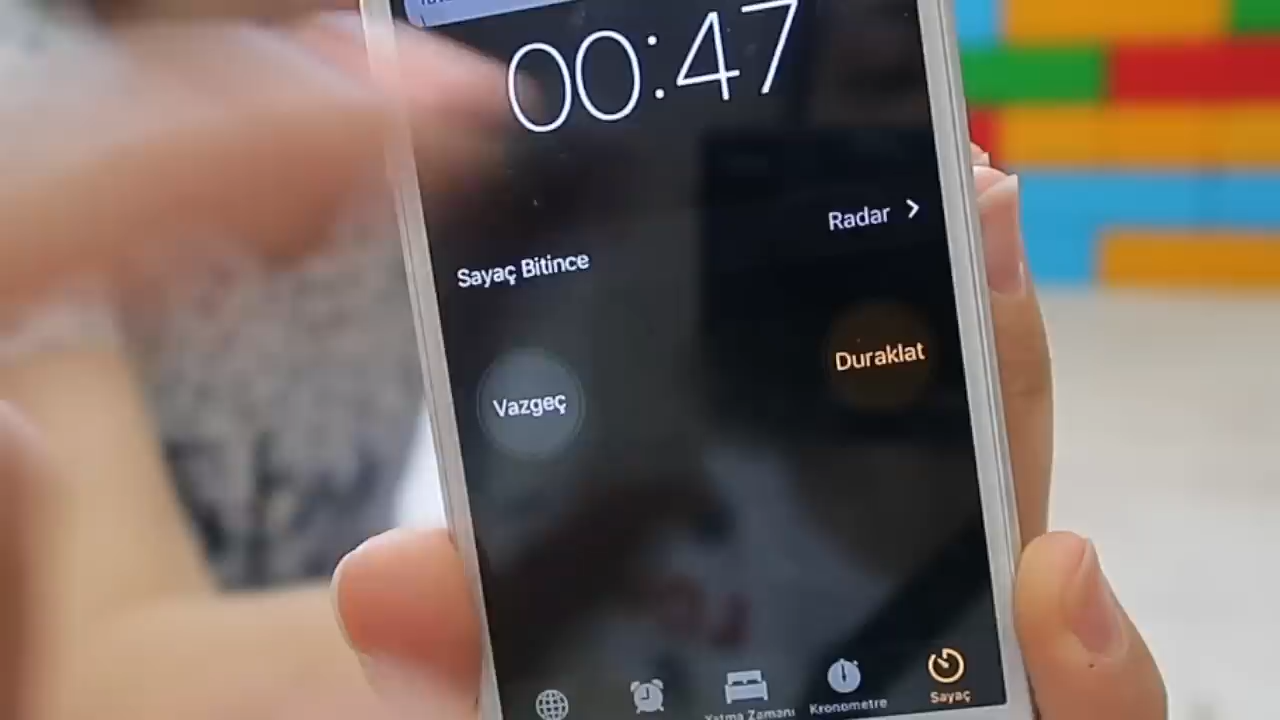 00:47
Radar
Sayaç Bitince
Duraklat
Vazgeç
Yatma Zamanı
Kronometre
Sayaç